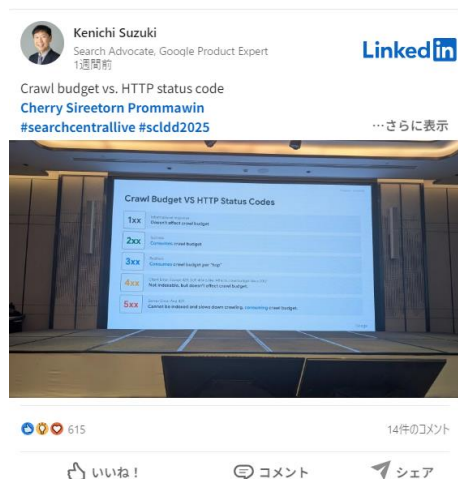 Kenichi Suzuki
Search Advocate, Google Product Expert
1週間前
LinkedIn
Crawl budget vs. HTTP status code
Cherry Sireetorn Prommawin
#searchcentrallive #scldd2025
…さらに表示
Crawl Budget VS HTTP Status Codes
1xx
Doesn't affect crawl budget
2xx
Consumes crawl budget
3xx
Consumes crawl budget per "hop"
4xx
Not indexable, but doesn't affect crawl budget.
5xx
Cannot be indexed and slows down crawling, consuming crawl budget.
615
14件のコメント
いいね！
コメント
シェア